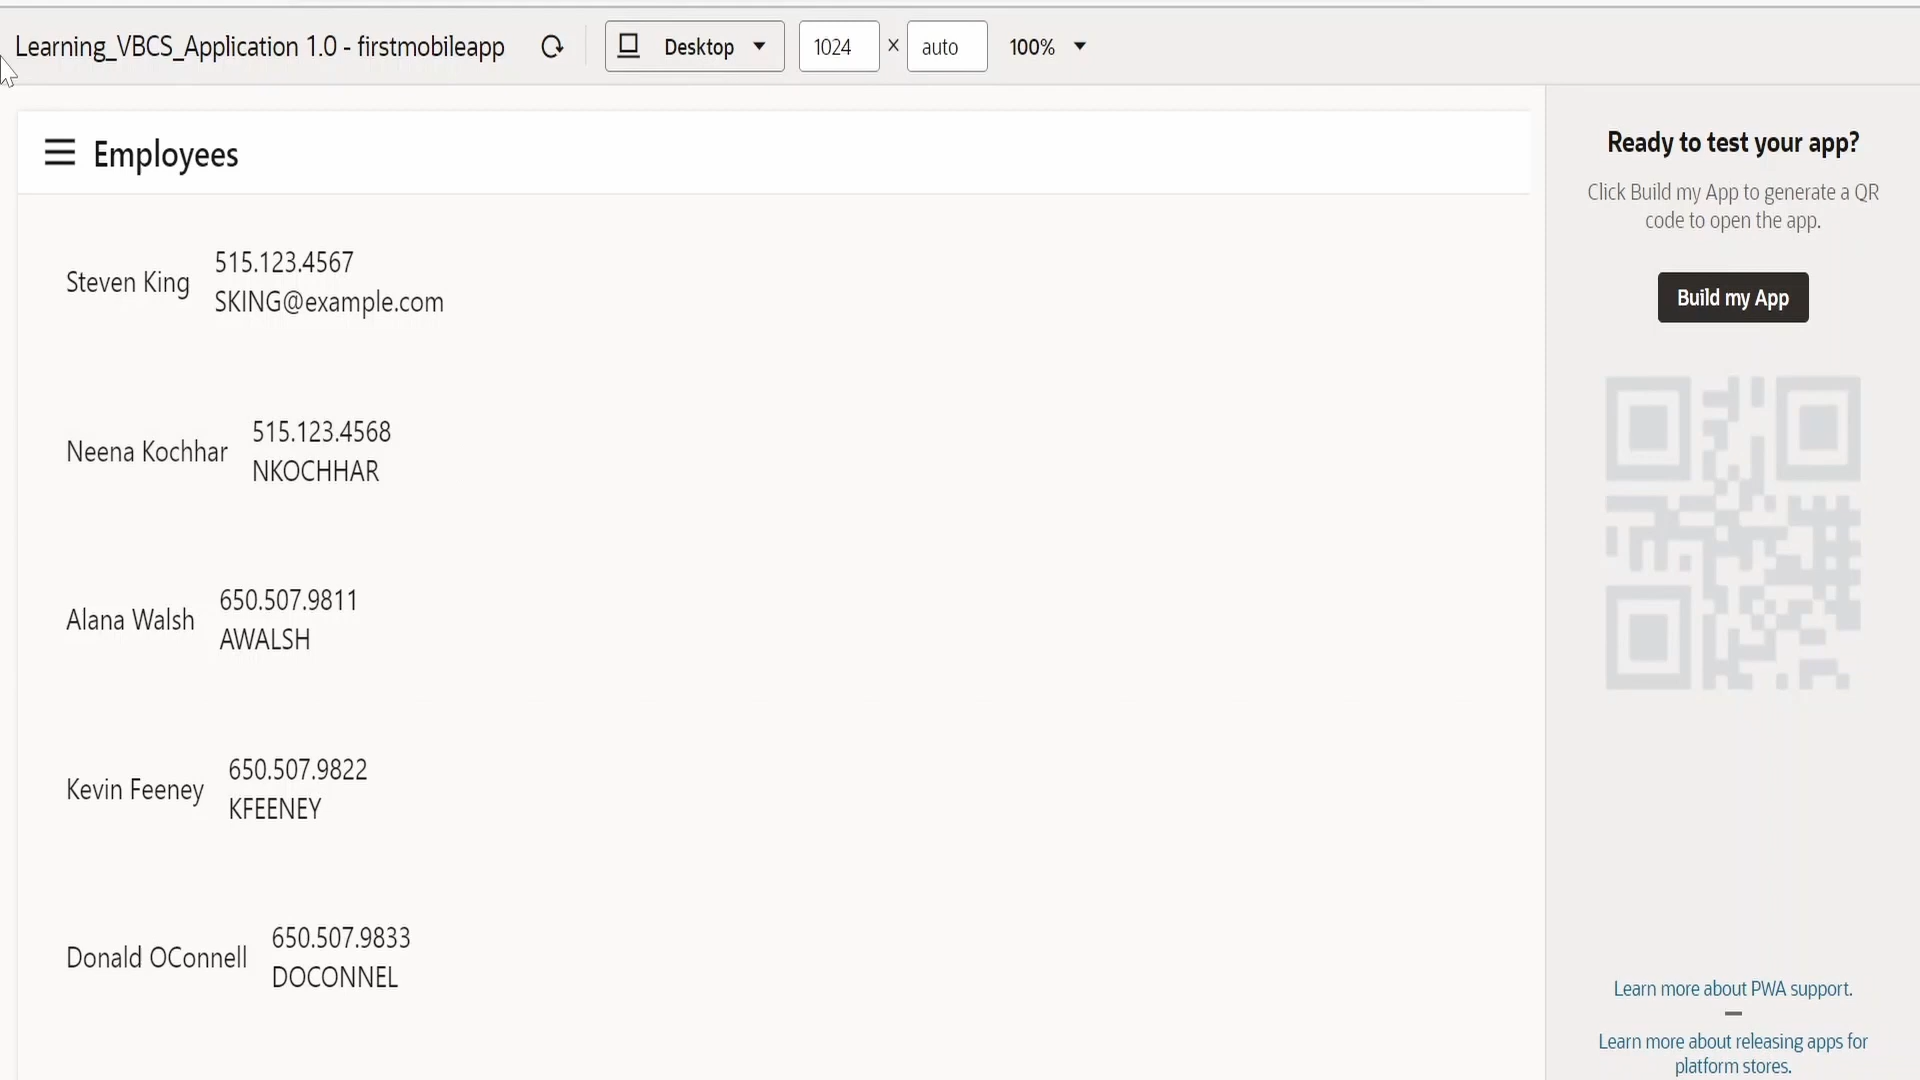 Learning_VBCS_Application 1.0 - firstmobileapp
Desktop
1024 × auto
100%
Employees
Steven King
515.123.4567
SKING@example.com
Neena Kochhar
515.123.4568
NKOCHHAR
Alana Walsh
650.507.9811
AWALSH
Kevin Feeney
650.507.9822
KFEENEY
Donald OConnell
650.507.9833
DOCONNEL
Ready to test your app?
Click Build my App to generate a QR
code to open the app.
Build my App
Learn more about PWA support.
Learn more about releasing apps for
platform stores.